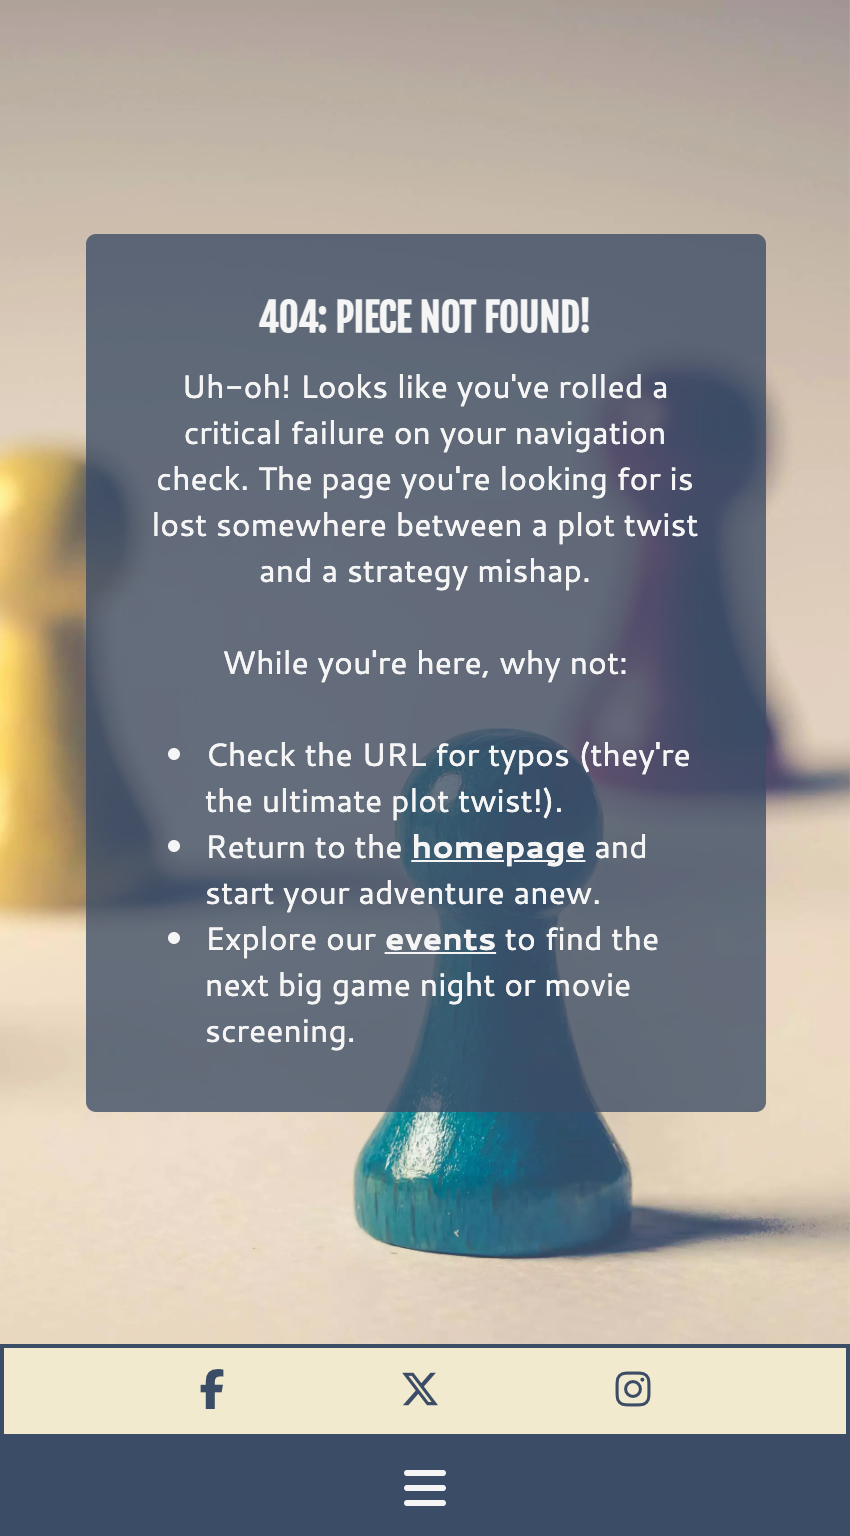 404: PIECE NOT FOUND!
Uh-oh! Looks like you've rolled a
critical failure on your navigation
check. The page you're looking for is
lost somewhere between a plot twist
and a strategy mishap.
While you're here, why not:
• Check the URL for typos (they're
the ultimate plot twist!).
• Return to the homepage and
start your adventure anew.
• Explore our events to find the
next big game night or movie
screening.